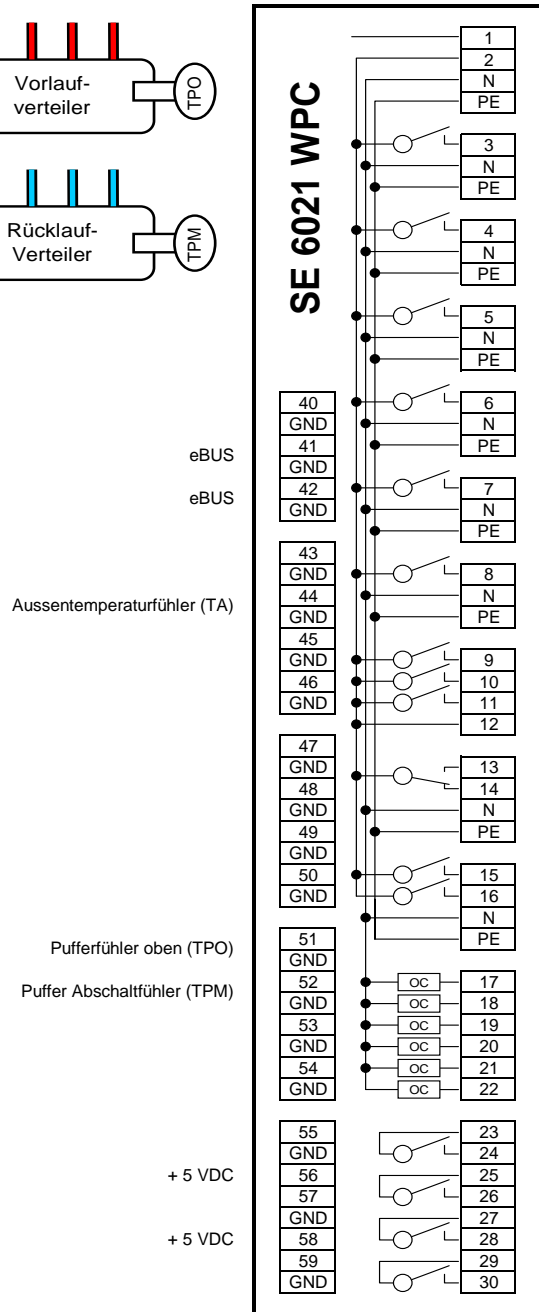 Vorlauf-
verteiler
TPO
Rücklauf-
Verteiler
TPM
SE 6021 WPC
eBUS
eBUS
Aussentemperaturfühler (TA)
Pufferfühler oben (TPO)
Puffer Abschaltfühler (TPM)
+ 5 VDC
+ 5 VDC
40
GND
41
GND
42
GND
43
GND
44
GND
45
GND
46
GND
47
GND
48
GND
49
GND
50
GND
51
GND
52
GND
53
GND
54
GND
55
GND
56
57
GND
58
59
GND
1
2
N
PE
3
N
PE
4
N
PE
5
N
PE
6
N
PE
7
N
PE
8
N
PE
9
10
11
12
13
14
N
PE
15
16
N
PE
OC 17
OC 18
OC 19
OC 20
OC 21
OC 22
23
24
25
26
27
28
29
30